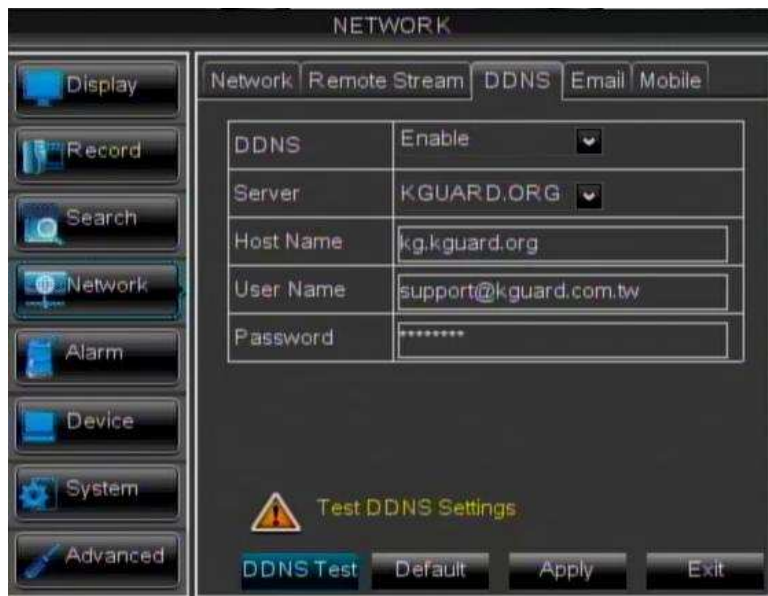 NETWORK
Display
Record
Search
Network
Alarm
Device
System
Advanced
Network Remote Stream DDNS Email Mobile
DDNS Enable
Server KGUARD.ORG
Host Name kg.kguard.org
User Name support@kguard.com.tw
Password ********
Test DDNS Settings
DDNS Test Default Apply Exit